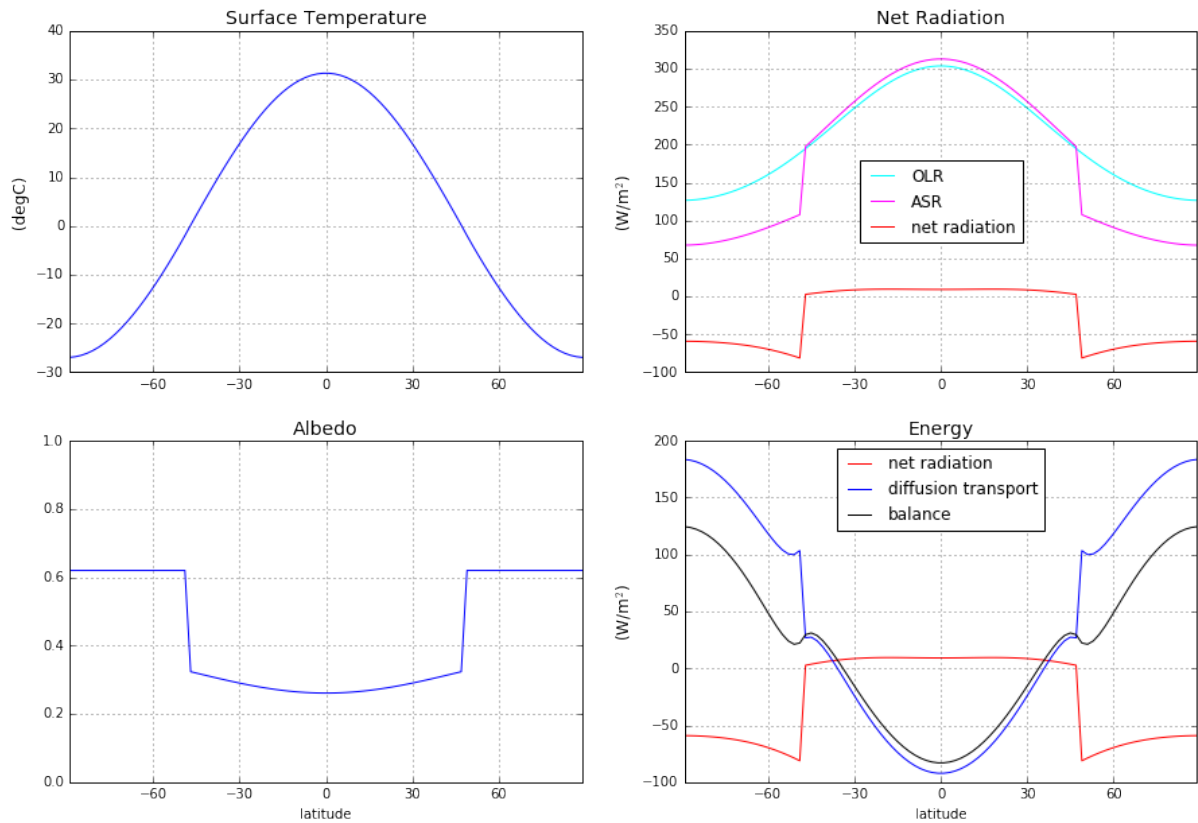 Surface Temperature
40
30
20
10
0
−10
−20
−30
(degC)
−60 −30 0 30 60
Net Radiation
350
300
250
200
150
100
50
0
−50
−100
(W/m²)
OLR
ASR
net radiation
−60 −30 0 30 60
Albedo
1.0
0.8
0.6
0.4
0.2
0.0
−60 −30 0 30 60
latitude
Energy
200
150
100
50
0
−50
−100
(W/m²)
net radiation
diffusion transport
balance
−60 −30 0 30 60
latitude